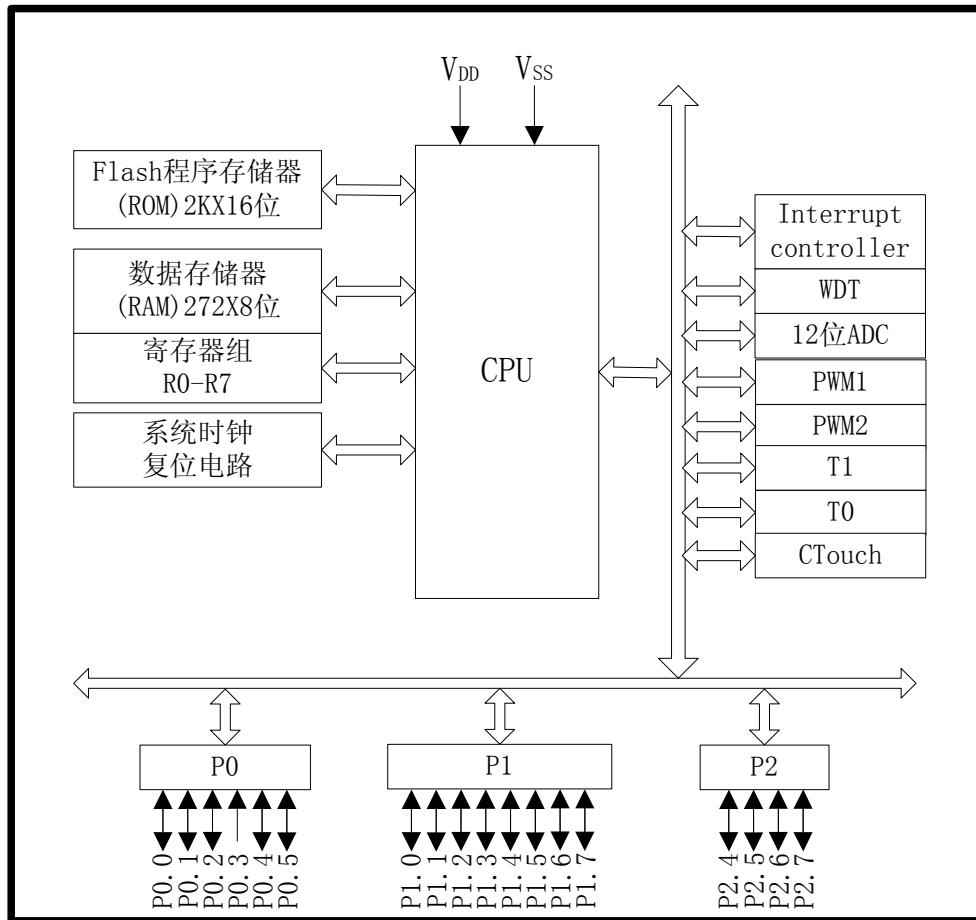 VDD
VSS
Flash程序存储器
(ROM)2KX16位
数据存储器
(RAM)272X8位
寄存器组
R0-R7
系统时钟
复位电路
CPU
Interrupt
controller
WDT
12位ADC
PWM1
PWM2
T1
T0
CTouch
P0
P1
P2
P0.0
P0.1
P0.2
P0.3
P0.4
P0.5
P1.0
P1.1
P1.2
P1.3
P1.4
P1.5
P1.6
P1.7
P2.4
P2.5
P2.6
P2.7